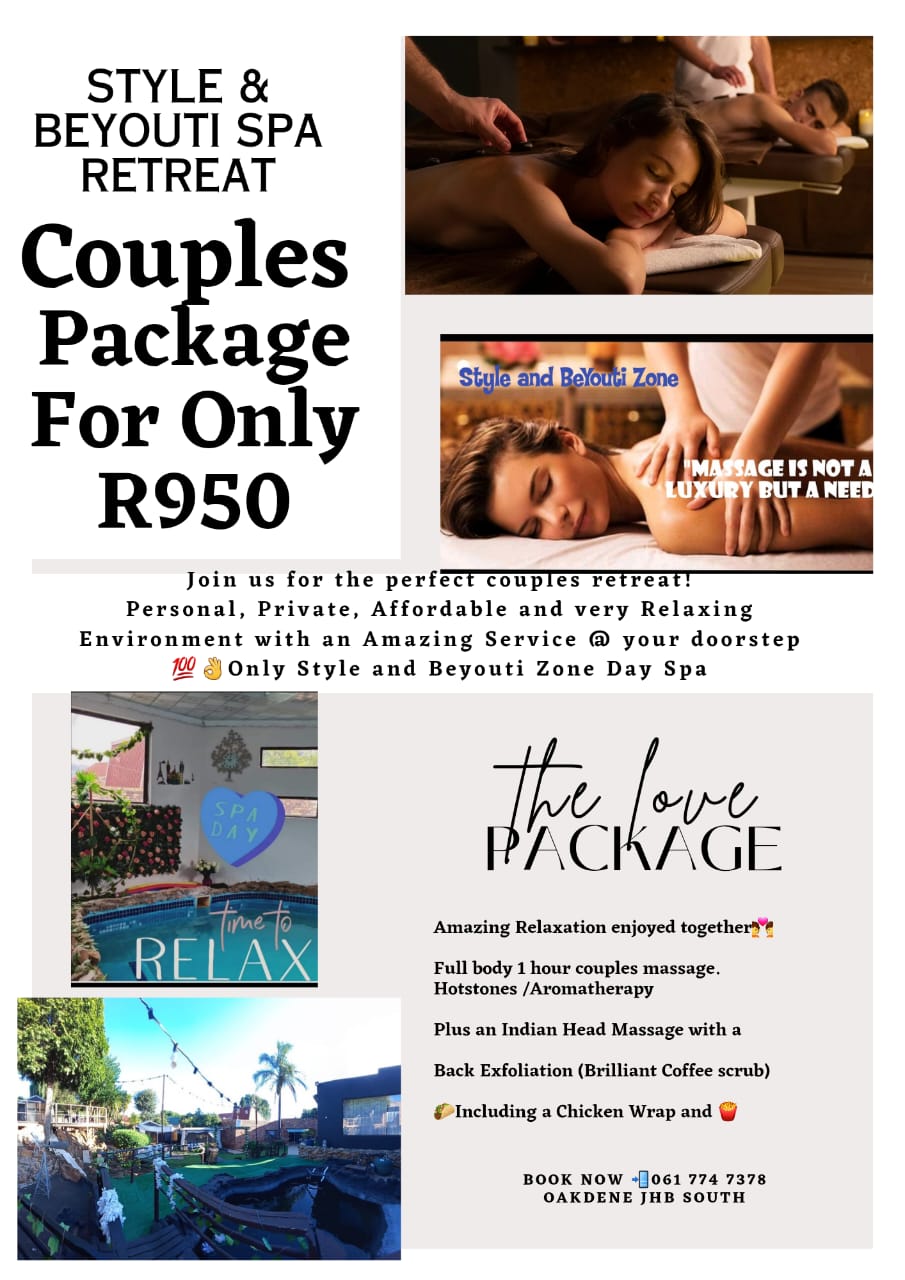 STYLE &
BEYOUTI SPA
RETREAT
Couples
Package
For Only
R950
Style and BeYouti Zone
"MASSAGE IS NOT A
LUXURY BUT A NEED
Join us for the perfect couples retreat!
Personal, Private, Affordable and very Relaxing
Environment with an Amazing Service @ your doorstep
💯👌Only Style and Beyouti Zone Day Spa
SPA
DAY
time to
RELAX
the love
PACKAGE
Amazing Relaxation enjoyed together💑
Full body 1 hour couples massage.
Hotstones /Aromatherapy
Plus an Indian Head Massage with a
Back Exfoliation (Brilliant Coffee scrub)
🌮Including a Chicken Wrap and 🍟
BOOK NOW 📲061 774 7378
OAKDENE JHB SOUTH